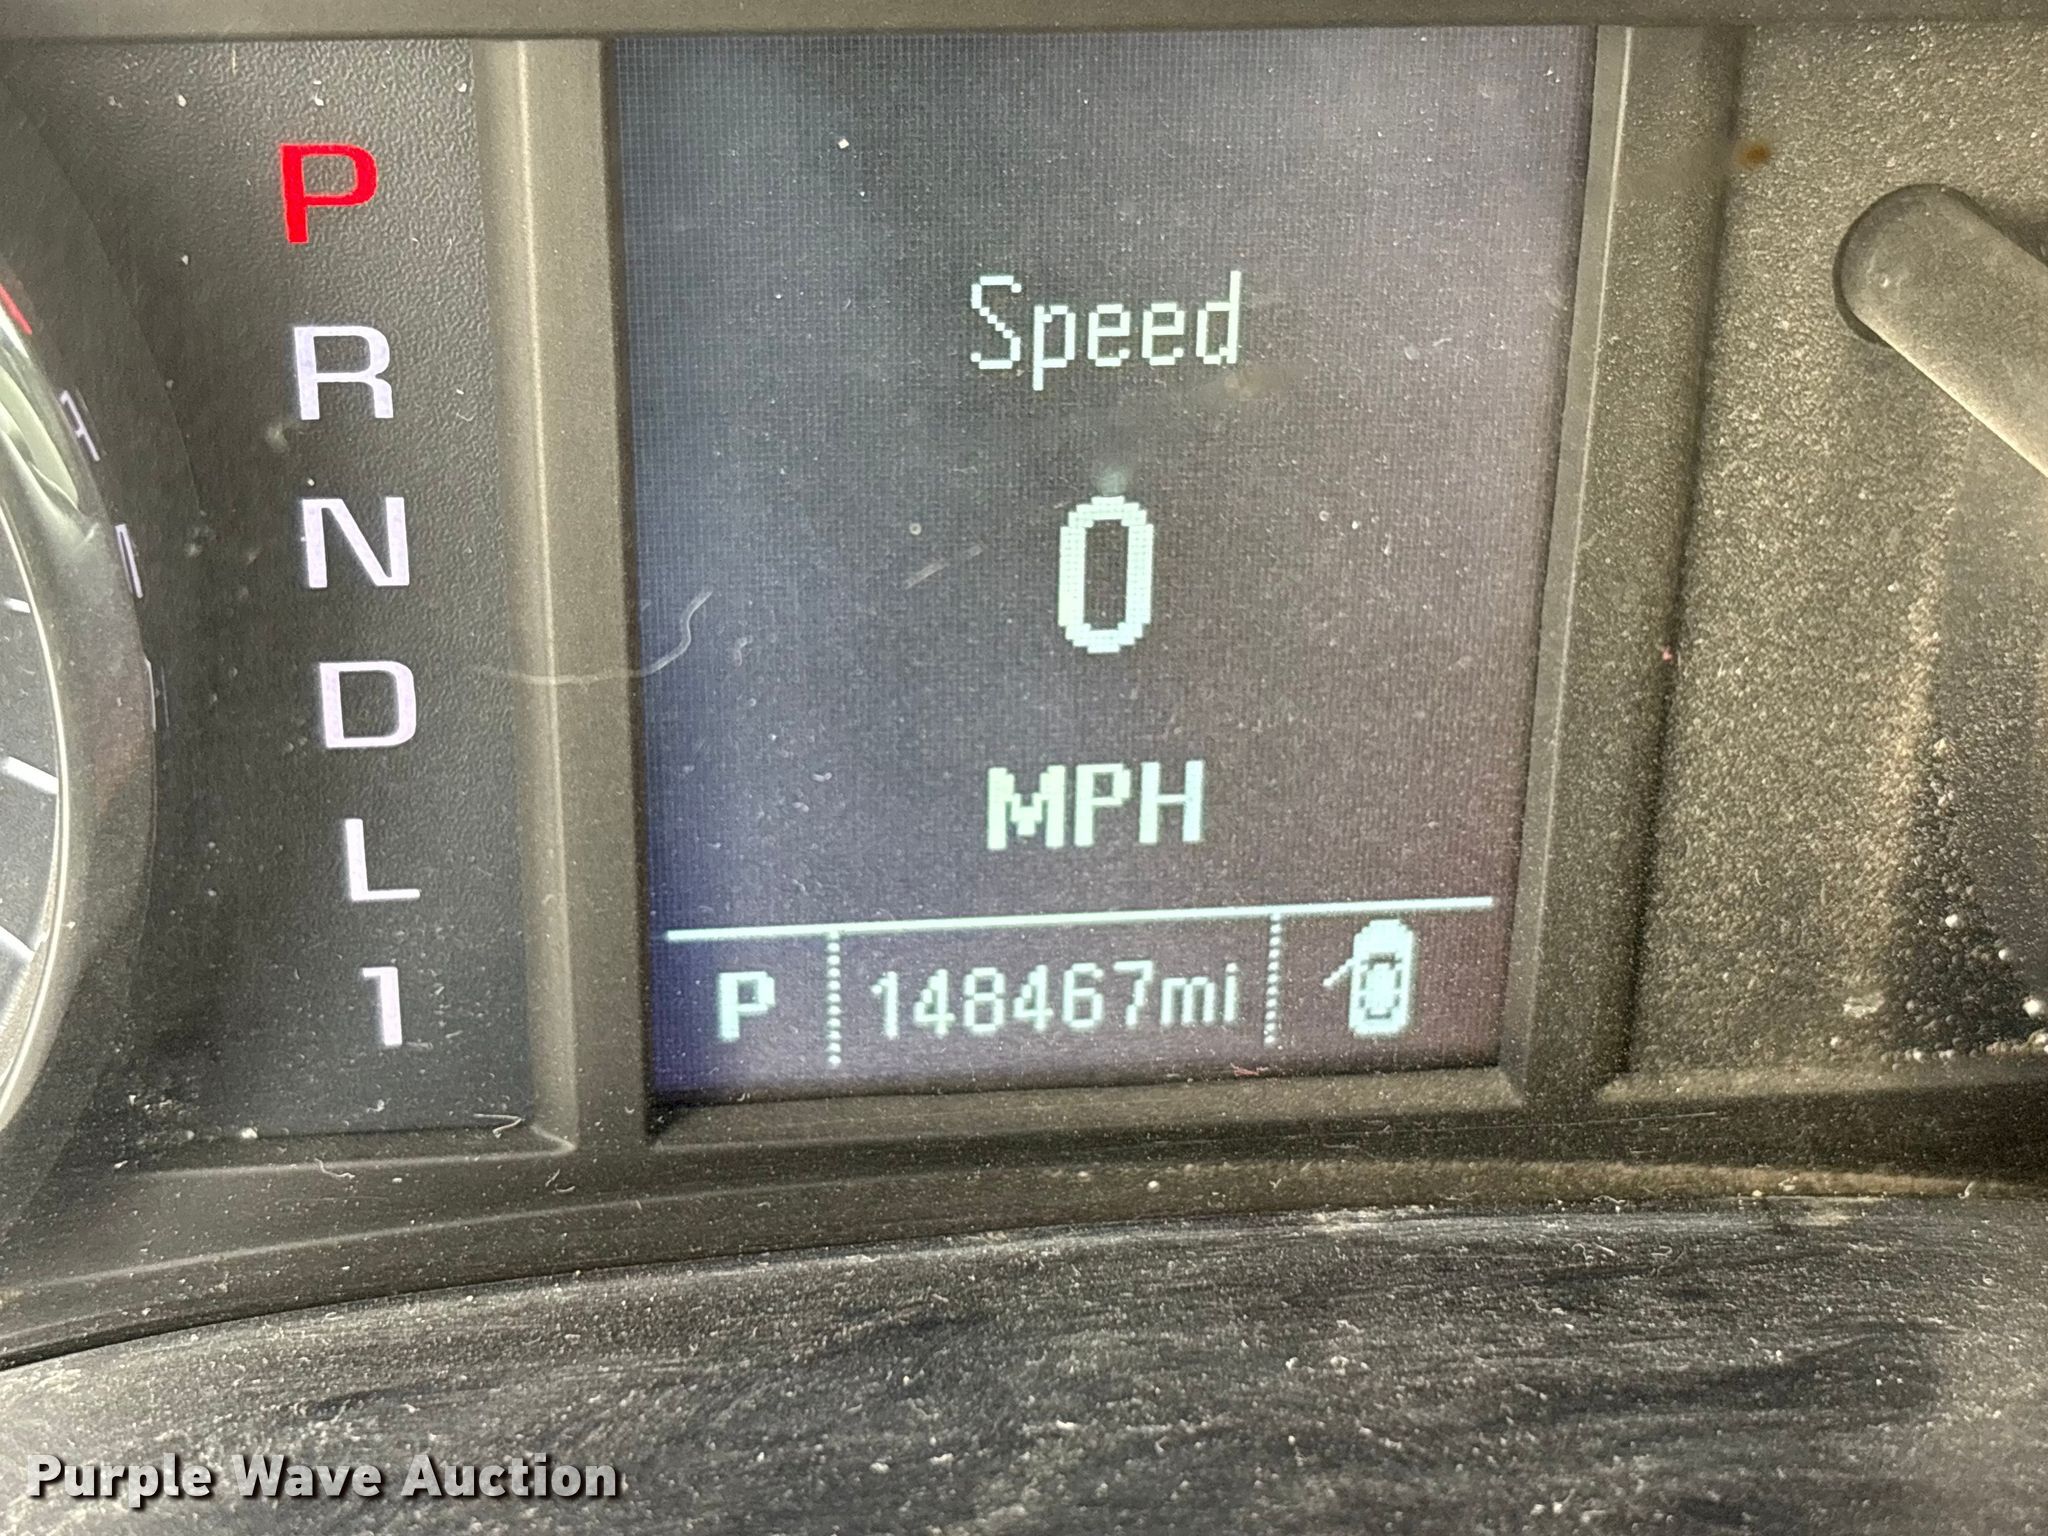 P
R
N
D
L
1
Speed
0
MPH
P 148467mi
Purple Wave Auction